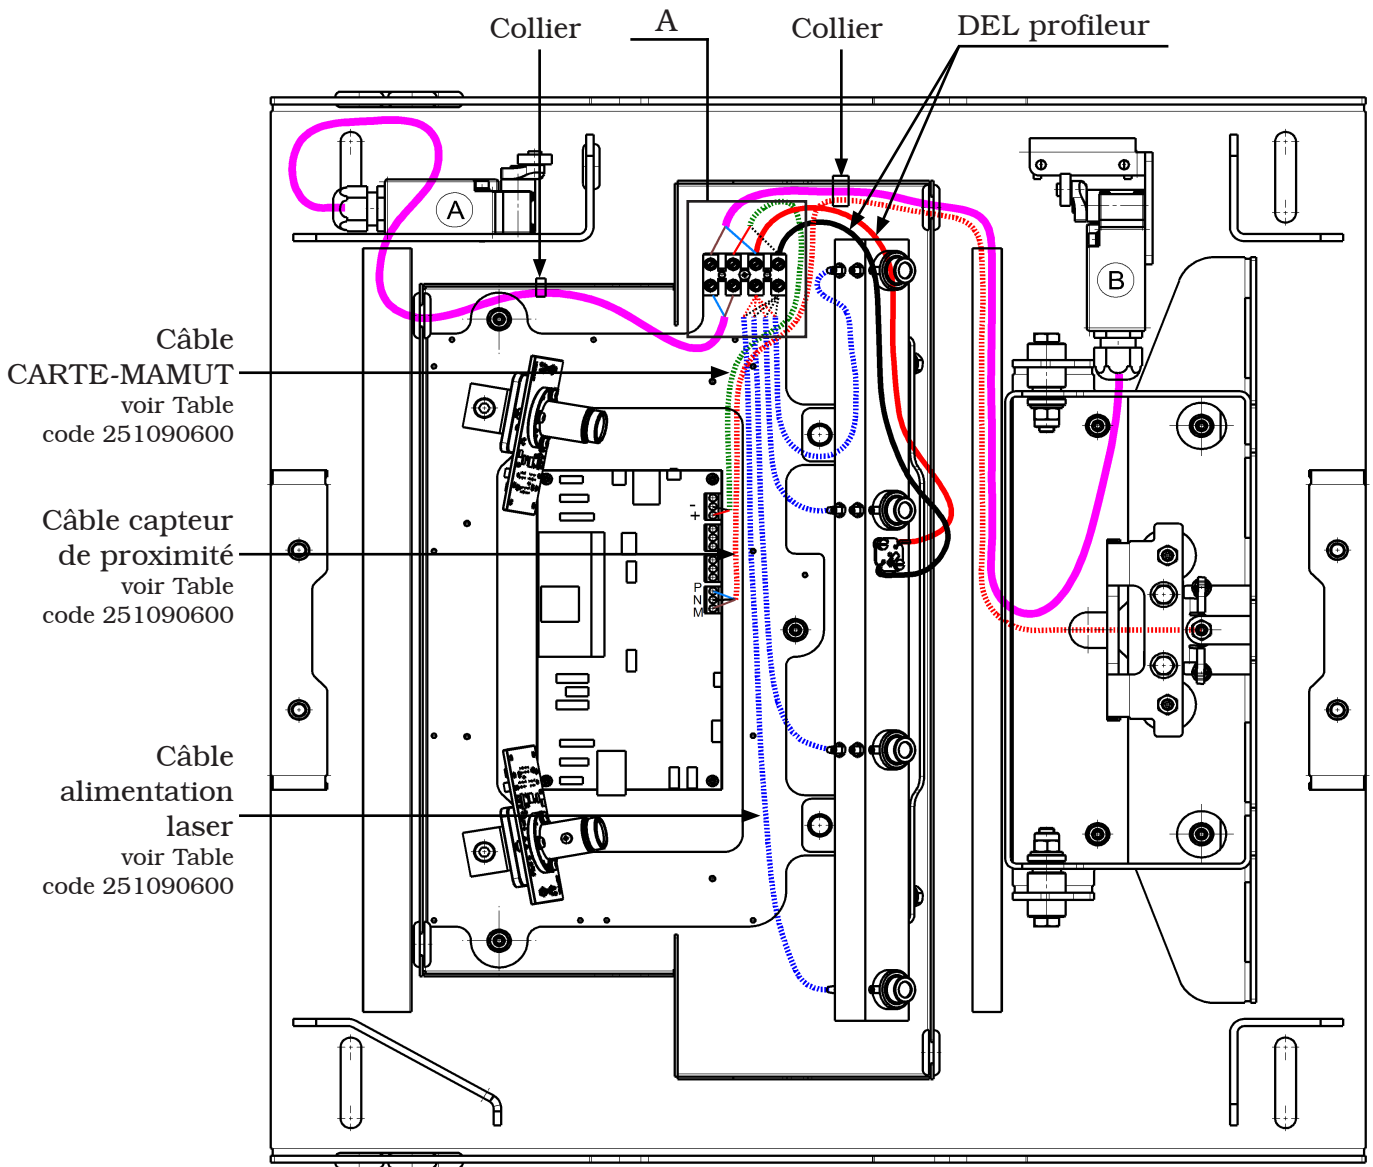 Collier
A
Collier
DEL profileur
A
B
Câble
CARTE-MAMUT
voir Table
code 251090600
-
+
Câble capteur
de proximité
voir Table
code 251090600
P
N
M
Câble
alimentation
laser
voir Table
code 251090600